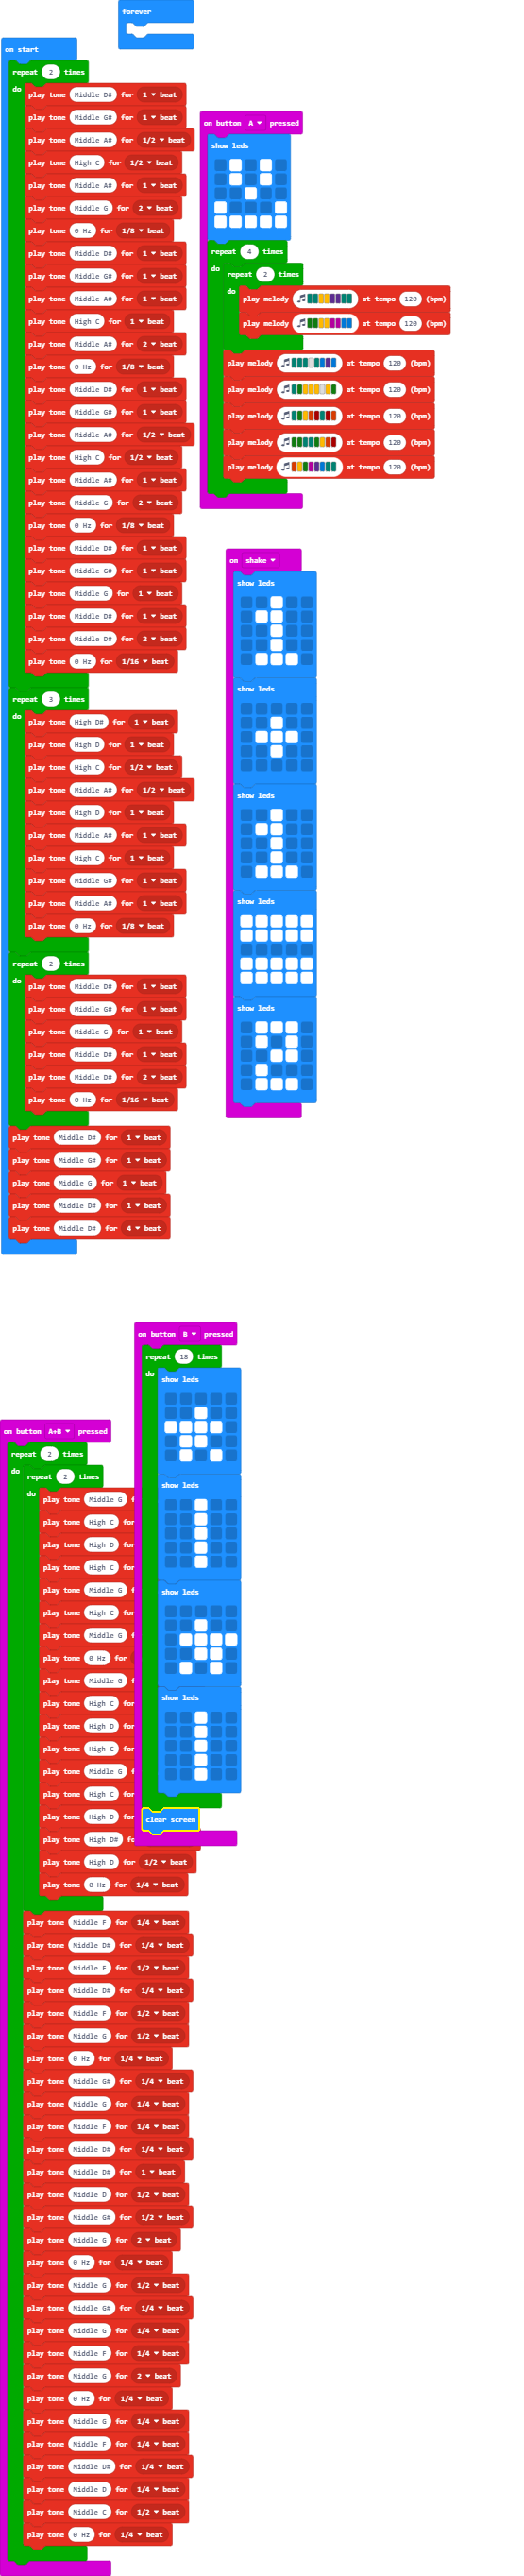 forever
on start
repeat 2 times
do
play tone Middle D# for 1 beat
play tone Middle G# for 1 beat
play tone Middle A# for 1/2 beat
play tone High C for 1/2 beat
play tone Middle A# for 1 beat
play tone Middle G for 2 beat
play tone 0 Hz for 1/8 beat
play tone Middle D# for 1 beat
play tone Middle G# for 1 beat
play tone Middle A# for 1 beat
play tone High C for 1 beat
play tone Middle A# for 2 beat
play tone 0 Hz for 1/8 beat
play tone Middle D# for 1 beat
play tone Middle G# for 1 beat
play tone Middle A# for 1/2 beat
play tone High C for 1/2 beat
play tone Middle A# for 1 beat
play tone Middle G for 2 beat
play tone 0 Hz for 1/8 beat
play tone Middle D# for 1 beat
play tone Middle G# for 1 beat
play tone Middle G for 1 beat
play tone Middle D# for 1 beat
play tone Middle D# for 2 beat
play tone 0 Hz for 1/16 beat
repeat 3 times
do
play tone High D# for 1 beat
play tone High D for 1 beat
play tone High C for 1/2 beat
play tone Middle A# for 1/2 beat
play tone High D for 1 beat
play tone Middle A# for 1 beat
play tone High C for 1 beat
play tone Middle G# for 1 beat
play tone Middle A# for 1 beat
play tone 0 Hz for 1/8 beat
repeat 2 times
do
play tone Middle D# for 1 beat
play tone Middle G# for 1 beat
play tone Middle G for 1 beat
play tone Middle D# for 1 beat
play tone Middle D# for 2 beat
play tone 0 Hz for 1/16 beat
play tone Middle D# for 1 beat
play tone Middle G# for 1 beat
play tone Middle G for 1 beat
play tone Middle D# for 1 beat
play tone Middle D# for 4 beat
on button A pressed
show leds
repeat 4 times
do
repeat 2 times
do
play melody at tempo 120 (bpm)
play melody at tempo 120 (bpm)
play melody at tempo 120 (bpm)
play melody at tempo 120 (bpm)
play melody at tempo 120 (bpm)
play melody at tempo 120 (bpm)
play melody at tempo 120 (bpm)
on shake
show leds
show leds
show leds
show leds
show leds
on button B pressed
repeat 18 times
do
show leds
show leds
show leds
show leds
clear screen
on button A+B pressed
repeat 2 times
do
repeat 2 times
do
play tone Middle G f
play tone High C for
play tone High D for
play tone High C for
play tone Middle G f
play tone High C for
play tone Middle G f
play tone 0 Hz for
play tone Middle G f
play tone High C for
play tone High D for
play tone High C for
play tone Middle G f
play tone High C for
play tone High D for
play tone High D# fo
play tone High D for 1/2 beat
play tone 0 Hz for 1/4 beat
play tone Middle F for 1/4 beat
play tone Middle D# for 1/4 beat
play tone Middle F for 1/2 beat
play tone Middle D# for 1/4 beat
play tone Middle F for 1/2 beat
play tone Middle G for 1/2 beat
play tone 0 Hz for 1/4 beat
play tone Middle G# for 1/4 beat
play tone Middle G for 1/4 beat
play tone Middle F for 1/4 beat
play tone Middle D# for 1/4 beat
play tone Middle D# for 1 beat
play tone Middle D for 1/2 beat
play tone Middle G# for 1/2 beat
play tone Middle G for 2 beat
play tone 0 Hz for 1/4 beat
play tone Middle G for 1/2 beat
play tone Middle G# for 1/4 beat
play tone Middle G for 1/4 beat
play tone Middle F for 1/4 beat
play tone Middle G for 2 beat
play tone 0 Hz for 1/4 beat
play tone Middle G for 1/4 beat
play tone Middle F for 1/4 beat
play tone Middle D# for 1/4 beat
play tone Middle D for 1/4 beat
play tone Middle C for 1/2 beat
play tone 0 Hz for 1/4 beat